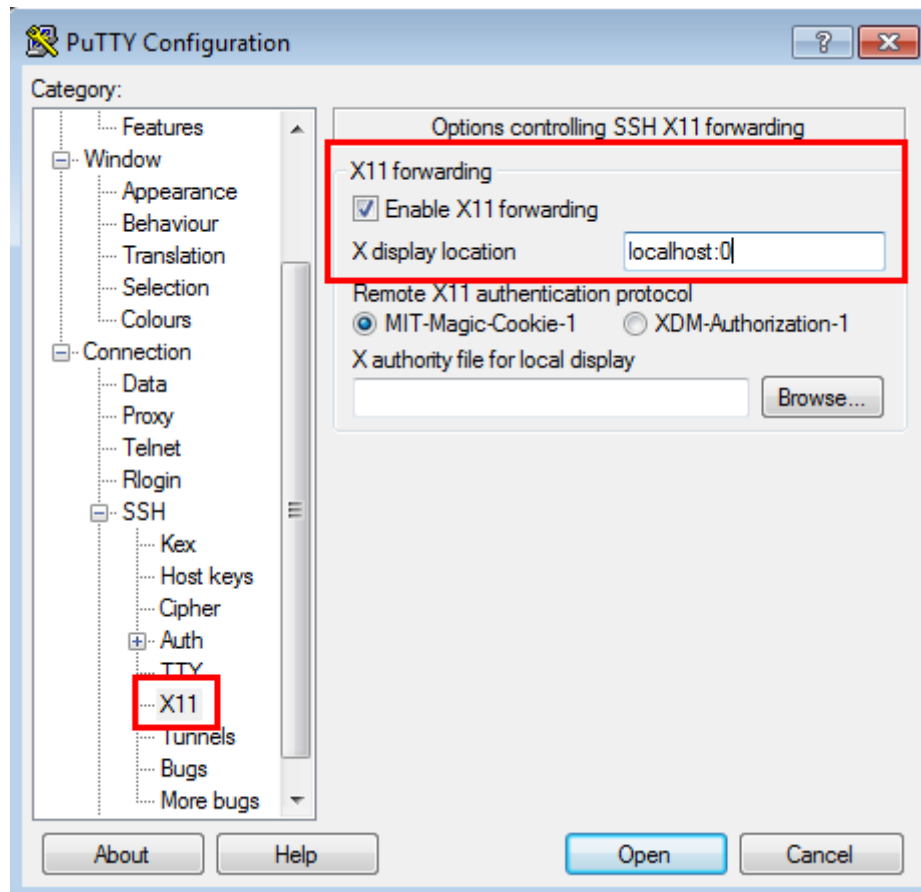 PuTTY Configuration
Category:
Features
Window
Appearance
Behaviour
Translation
Selection
Colours
Connection
Data
Proxy
Telnet
Rlogin
SSH
Kex
Host keys
Cipher
Auth
TTY
X11
Tunnels
Bugs
More bugs
Options controlling SSH X11 forwarding
X11 forwarding
Enable X11 forwarding
X display location localhost:0
Remote X11 authentication protocol
MIT-Magic-Cookie-1 XDM-Authorization-1
X authority file for local display
Browse...
About Help Open Cancel